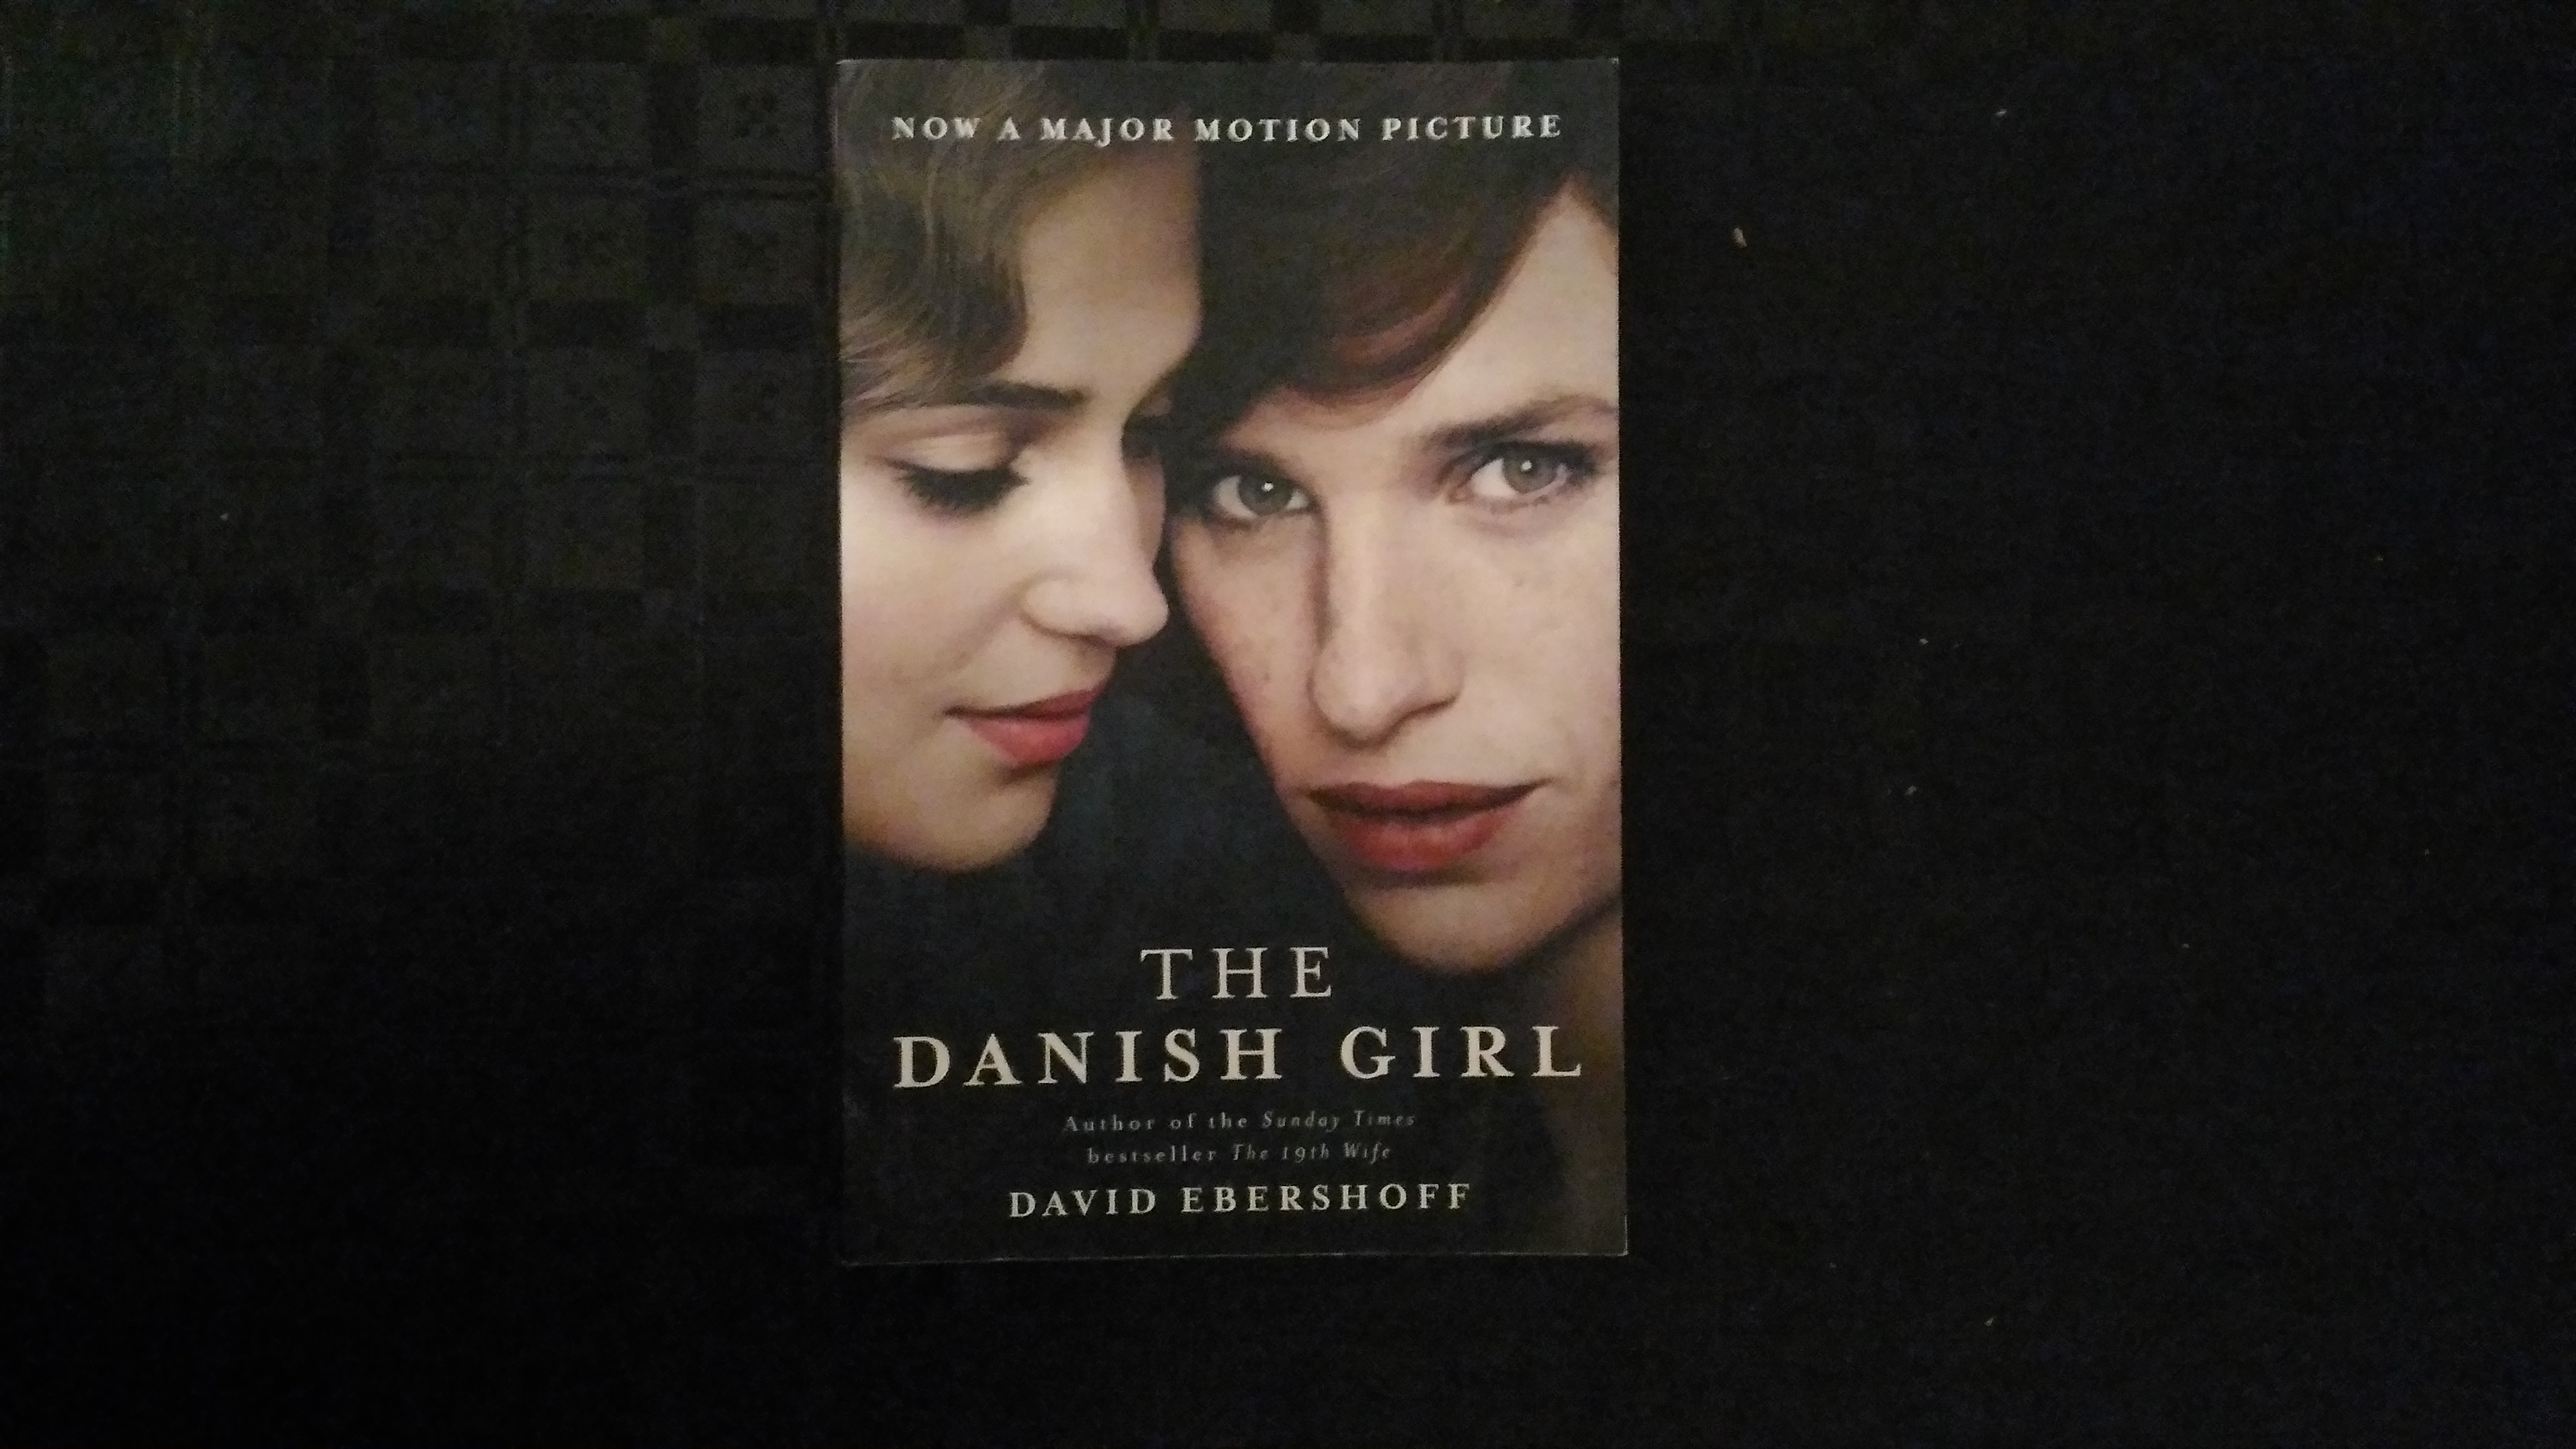 NOW A MAJOR MOTION PICTURE
THE
DANISH GIRL
Author of the Sunday Times
bestseller The 19th Wife
DAVID EBERSHOFF